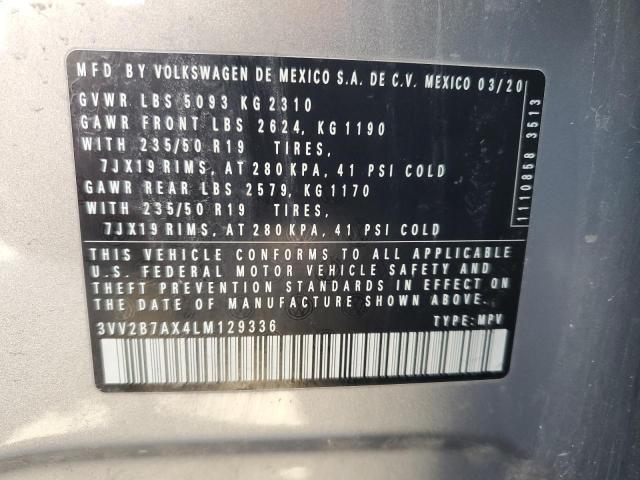 MFD BY VOLKSWAGEN DE MEXICO S.A. DE C.V. MEXICO 03/20
GVWR LBS 5093 KG 2310
GAWR FRONT LBS 2624, KG 1190
WITH 235/50 R19 TIRES,
7JX19 RIMS, AT 280 KPA, 41 PSI COLD
GAWR REAR LBS 2579, KG 1170
WITH 235/50 R19 TIRES,
7JX19 RIMS, AT 280 KPA, 41 PSI COLD
THIS VEHICLE CONFORMS TO ALL APPLICABLE
U.S. FEDERAL MOTOR VEHICLE SAFETY AND
THEFT PREVENTION STANDARDS IN EFFECT ON
THE DATE OF MANUFACTURE SHOWN ABOVE.
3VV2B7AX4LM129336 TYPE: MPV
1110858 3513